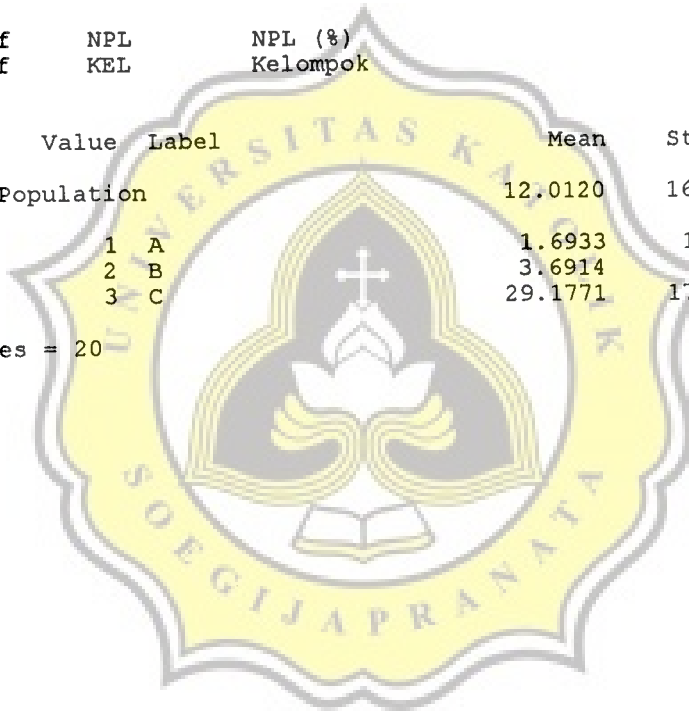 f NPL NPL (%)
f KEL Kelompok
Value Label Mean St
Population 12.0120 16
1 A 1.6933 1
2 B 3.6914
3 C 29.1771 17
es = 20
UNIVERSITAS KATOLIK
SOEGIJAPRANATA